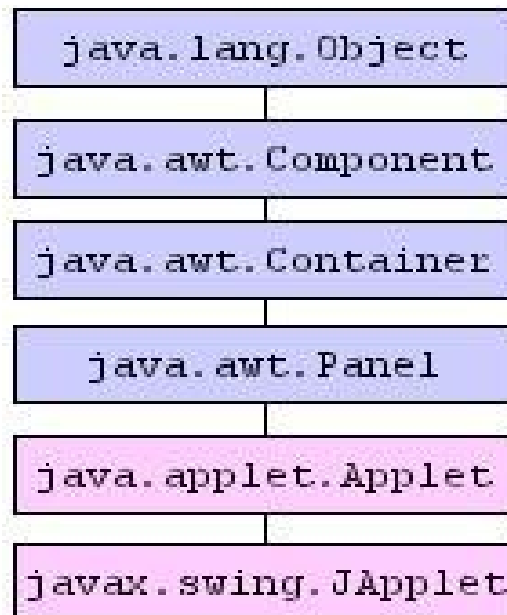 java.lang.Object
java.awt.Component
java.awt.Container
java.awt.Panel
java.applet.Applet
javax.swing.JApplet